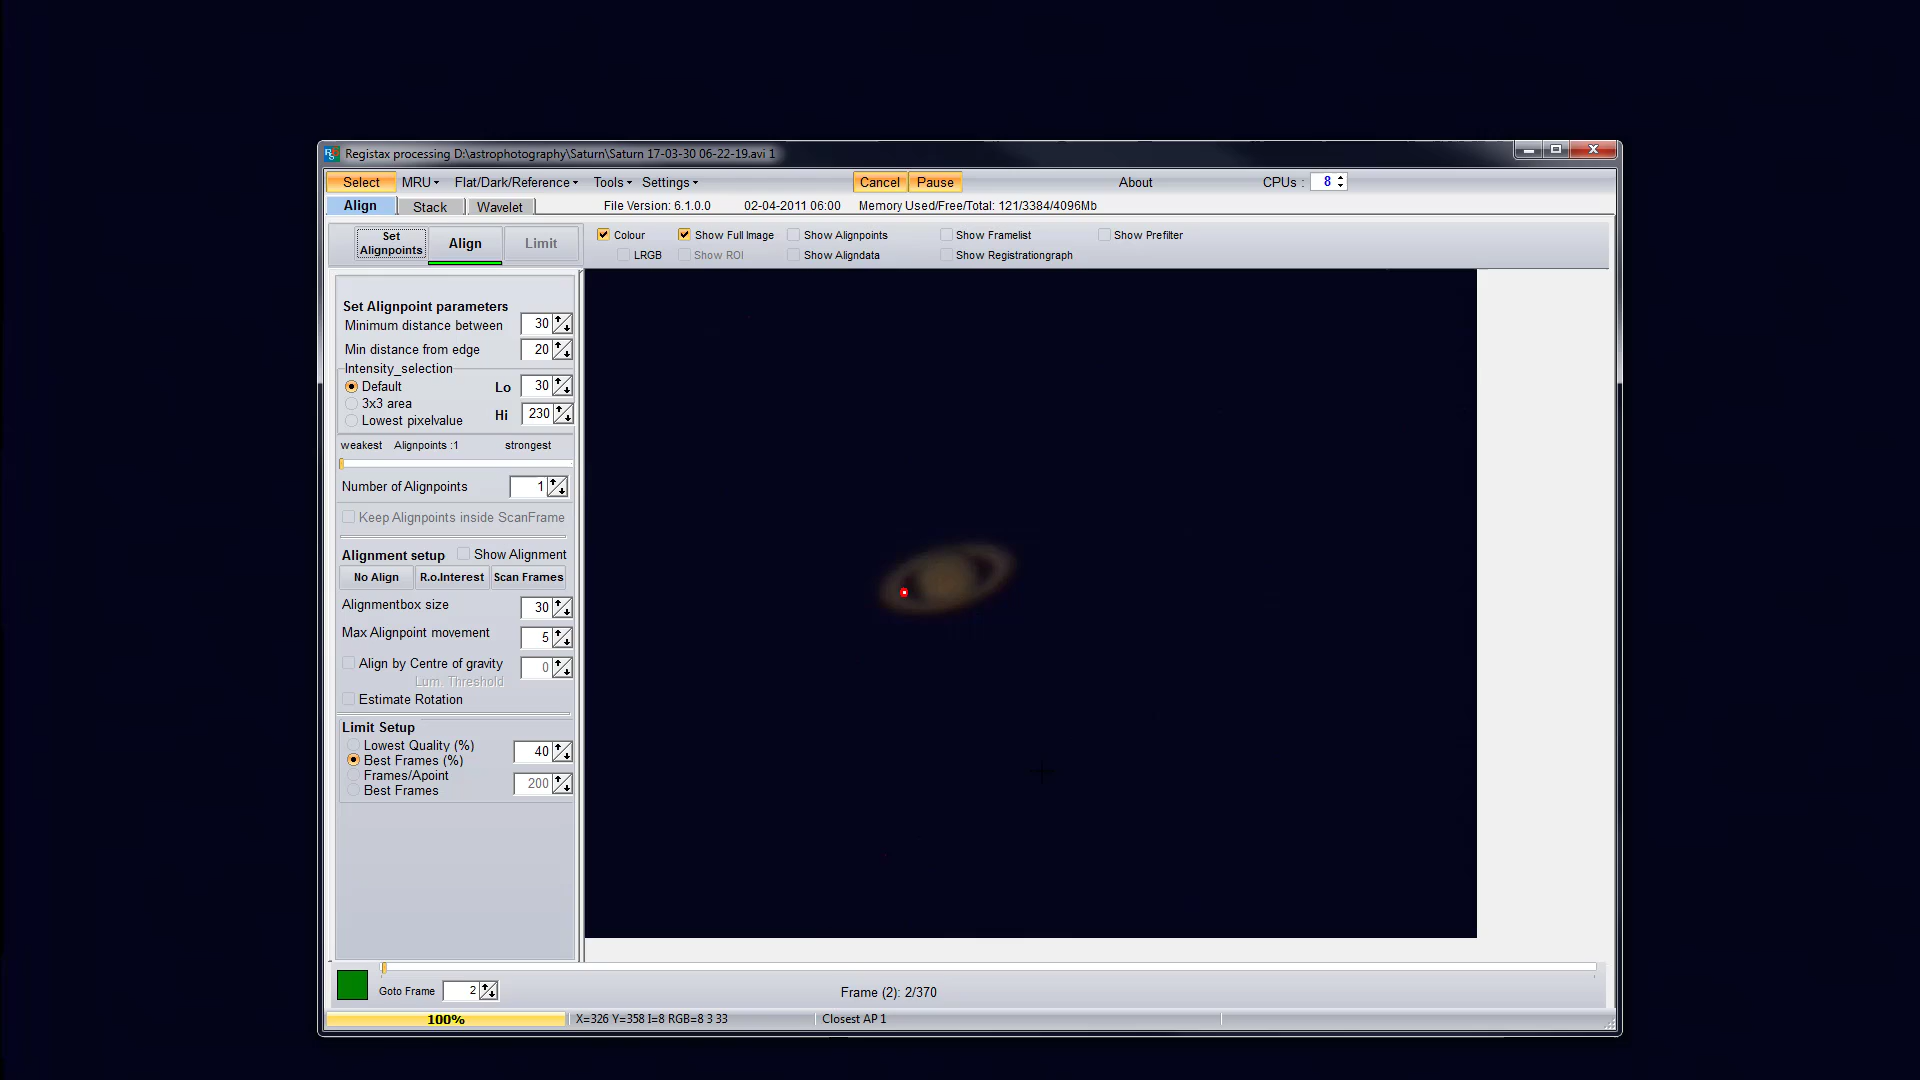 Registax processing D:\astrophotography\Saturn\Saturn 17-03-30 06-22-19.avi 1
Select MRU Flat/Dark/Reference Tools Settings Cancel Pause About CPUs : 8
Align Stack Wavelet File Version: 6.1.0.0 02-04-2011 06:00 Memory Used/Free/Total: 121/3384/4096Mb
Set Alignpoints Align Limit
Colour Show Full Image Show Alignpoints Show Framelist Show Prefilter
LRGB Show ROI Show Aligndata Show Registrationgraph
Set Alignpoint parameters
Minimum distance between 30
Min distance from edge 20
Intensity_selection
Default Lo 30
3x3 area
Lowest pixelvalue Hi 230
weakest Alignpoints :1 strongest
Number of Alignpoints 1
Keep Alignpoints inside ScanFrame
Alignment setup Show Alignment
No Align R.o.Interest Scan Frames
Alignmentbox size 30
Max Alignpoint movement 5
Align by Centre of gravity 0
Lum. Threshold
Estimate Rotation
Limit Setup
Lowest Quality (%) 40
Best Frames (%)
Frames/Apoint 200
Best Frames
Goto Frame 2 Frame (2): 2/370
100% X=326 Y=358 I=8 RGB=8 3 33 Closest AP 1